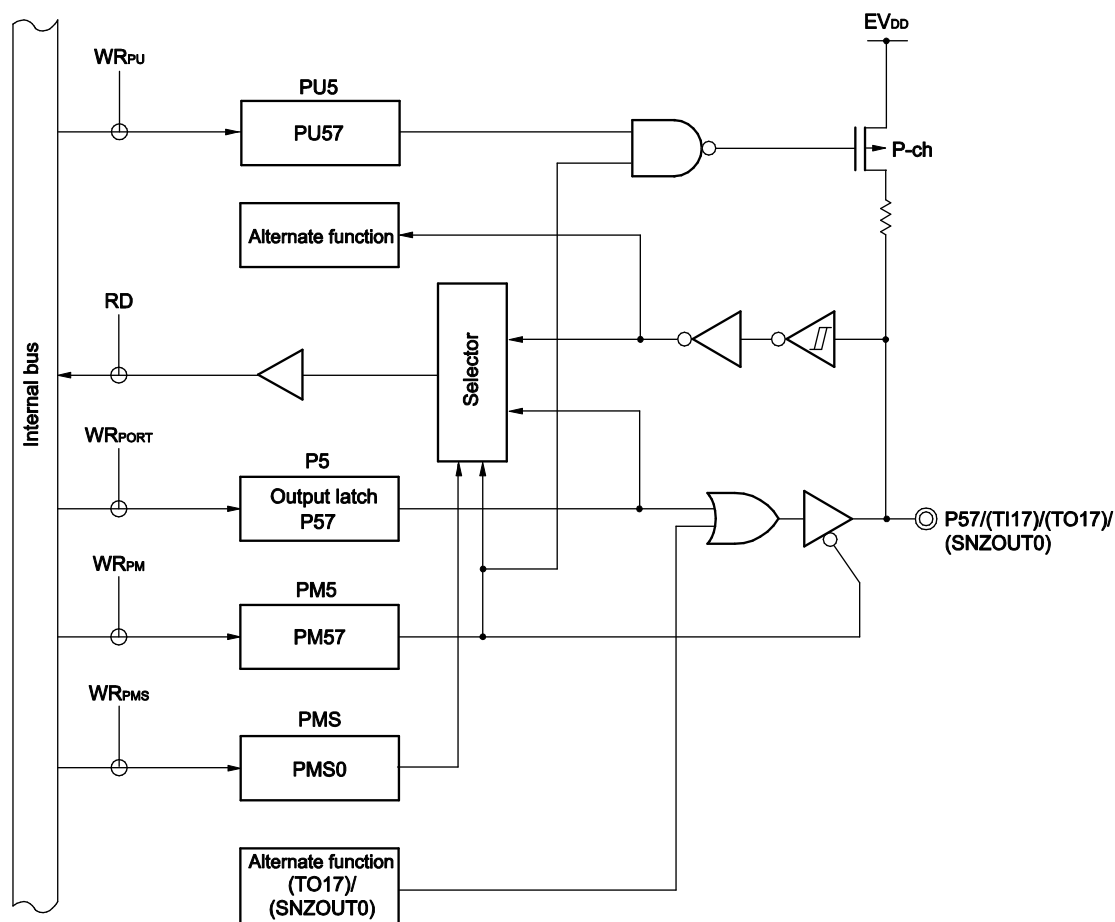 EVDD
WRPU
PU5
PU57
P-ch
Alternate function
RD
Selector
Internal bus
WRPORT
P5
Output latch
P57
P57/(TI17)/(TO17)/
(SNZOUT0)
WRPM
PM5
PM57
WRPMS
PMS
PMS0
Alternate function
(TO17)/
(SNZOUT0)